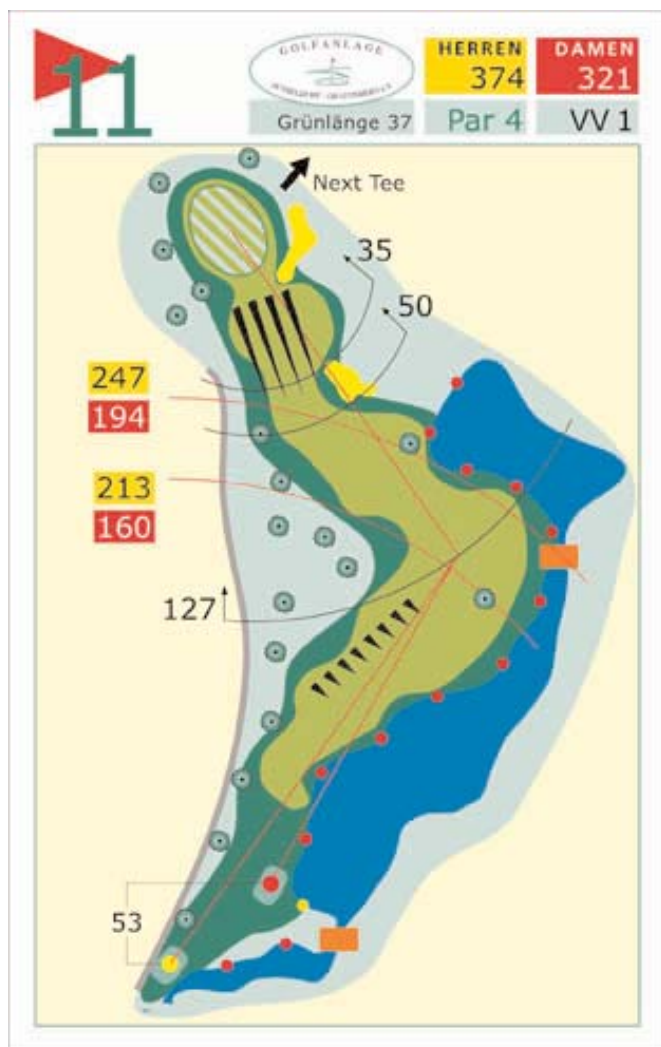 11
GOLFANLAGE
HERREN
374
DAMEN
321
Grünlänge 37
Par 4
VV 1
Next Tee
35
50
247
194
213
160
127
53